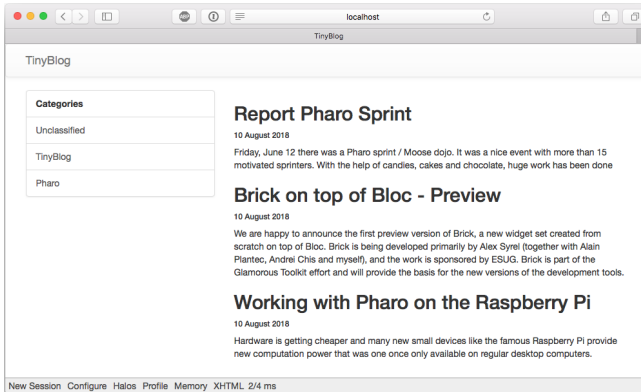 localhost
TinyBlog
TinyBlog
Categories
Unclassified
TinyBlog
Pharo
Report Pharo Sprint
10 August 2018
Friday, June 12 there was a Pharo sprint / Moose dojo. It was a nice event with more than 15
motivated sprinters. With the help of candies, cakes and chocolate, huge work has been done
Brick on top of Bloc - Preview
10 August 2018
We are happy to announce the first preview version of Brick, a new widget set created from
scratch on top of Bloc. Brick is being developed primarily by Alex Syrel (together with Alain
Plantec, Andrei Chis and myself), and the work is sponsored by ESUG. Brick is part of the
Glamorous Toolkit effort and will provide the basis for the new versions of the development tools.
Working with Pharo on the Raspberry Pi
10 August 2018
Hardware is getting cheaper and many new small devices like the famous Raspberry Pi provide
new computation power that was one once only available on regular desktop computers.
New Session Configure Halos Profile Memory XHTML 2/4 ms